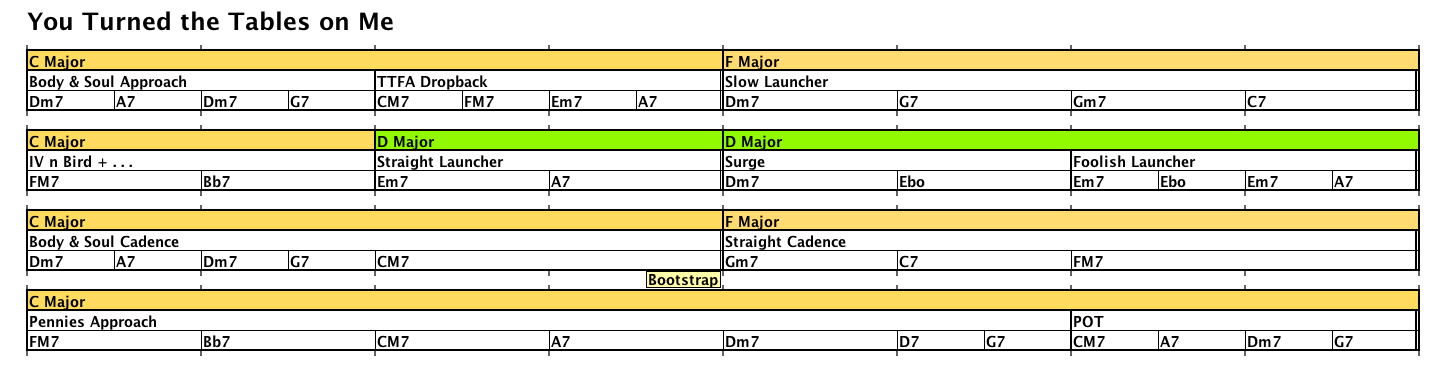 You Turned the Tables on Me
C Major F Major
Body & Soul Approach TTFA Dropback Slow Launcher
Dm7 A7 Dm7 G7 CM7 FM7 Em7 A7 Dm7 G7 Gm7 C7
C Major D Major D Major
IV n Bird + . . . Straight Launcher Surge Foolish Launcher
FM7 Bb7 Em7 A7 Dm7 Ebo Em7 Ebo Em7 A7
C Major F Major
Body & Soul Cadence Straight Cadence
Dm7 A7 Dm7 G7 CM7 Gm7 C7 FM7
Bootstrap
C Major
Pennies Approach POT
FM7 Bb7 CM7 A7 Dm7 D7 G7 CM7 A7 Dm7 G7